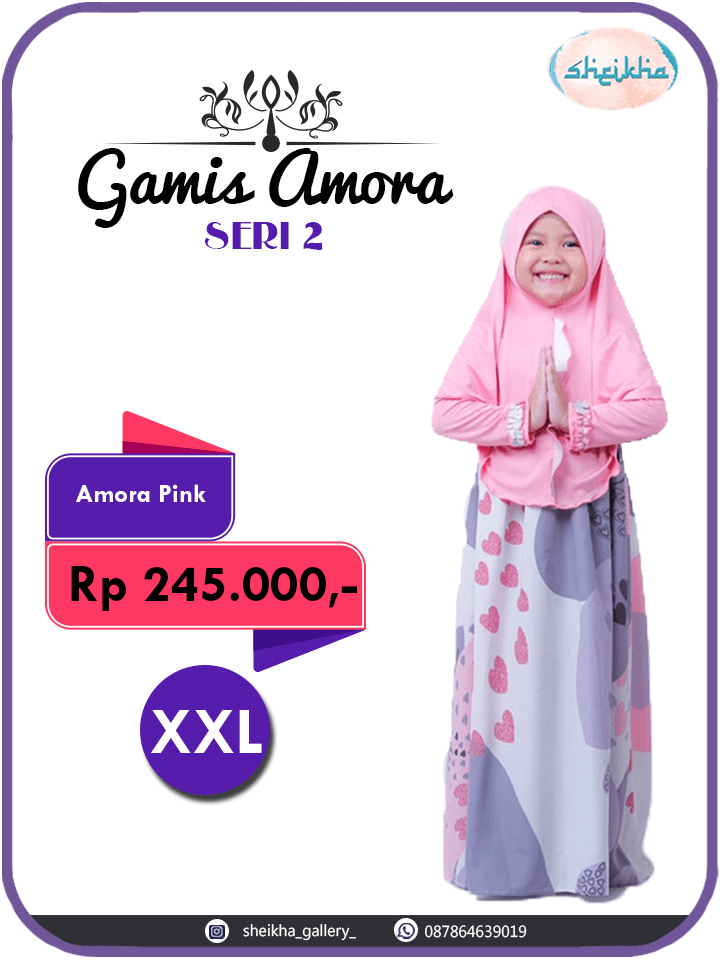 sheikha
Gamis Amora
SERI 2
Amora Pink
Rp 245.000,-
XXL
sheikha_gallery_ 087864639019